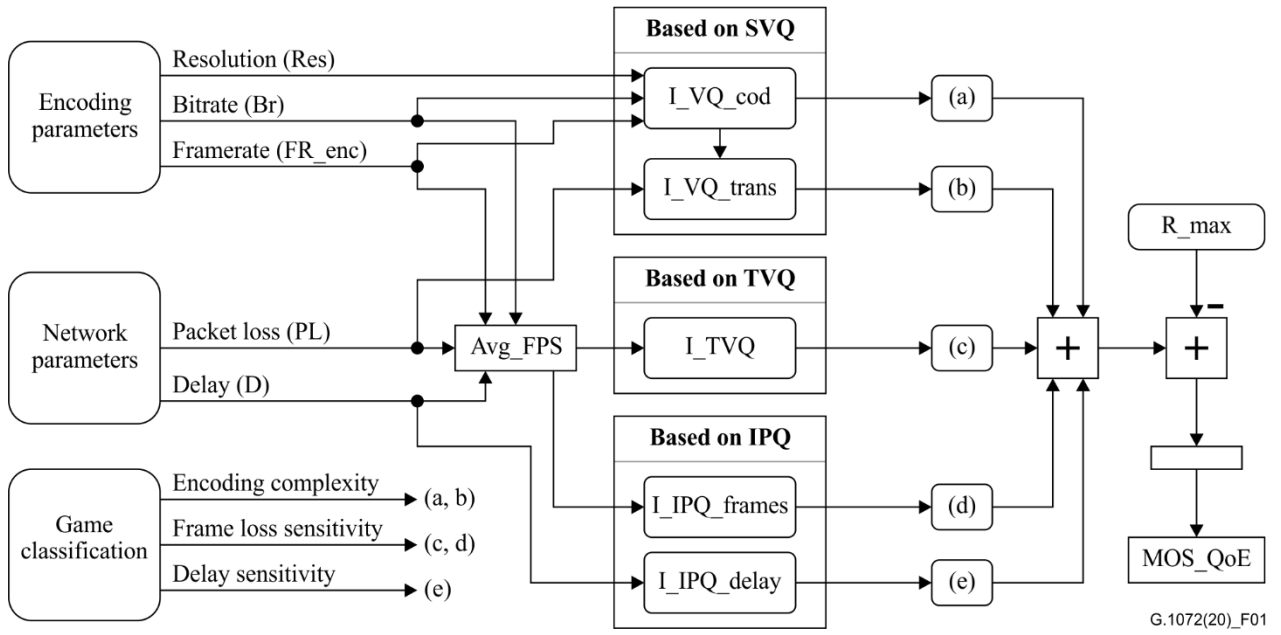 Based on SVQ
Encoding
parameters
Resolution (Res)
Bitrate (Br)
Framerate (FR_enc)
I_VQ_cod
(a)
I_VQ_trans
(b)
R_max
Network
parameters
Packet loss (PL)
Delay (D)
Avg_FPS
Based on TVQ
I_TVQ
(c)
+
–
+
Game
classification
Encoding complexity
(a, b)
Frame loss sensitivity
(c, d)
Delay sensitivity
(e)
Based on IPQ
I_IPQ_frames
(d)
I_IPQ_delay
(e)
MOS_QoE
G.1072(20)_F01